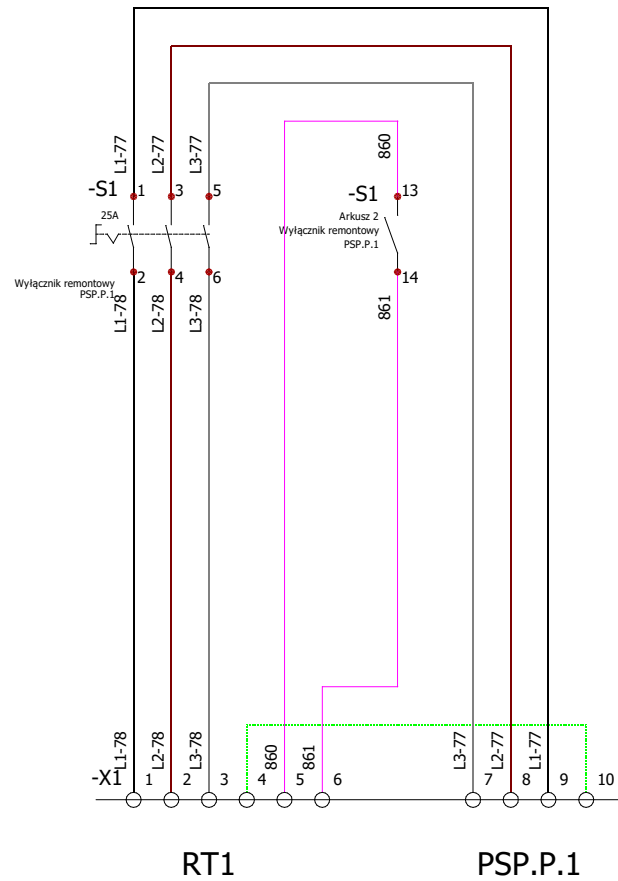 L1-77
L2-77
L3-77
860
-S1
1
3
5
-S1
13
25A
Arkusz 2
Wyłącznik remontowy
PSP.P.1
Wyłącznik remontowy
PSP.P.1
2
4
6
14
L1-78
L2-78
L3-78
861
L1-78
L2-78
L3-78
860
861
L3-77
L2-77
L1-77
-X1
1
2
3
4
5
6
7
8
9
10
RT1
PSP.P.1